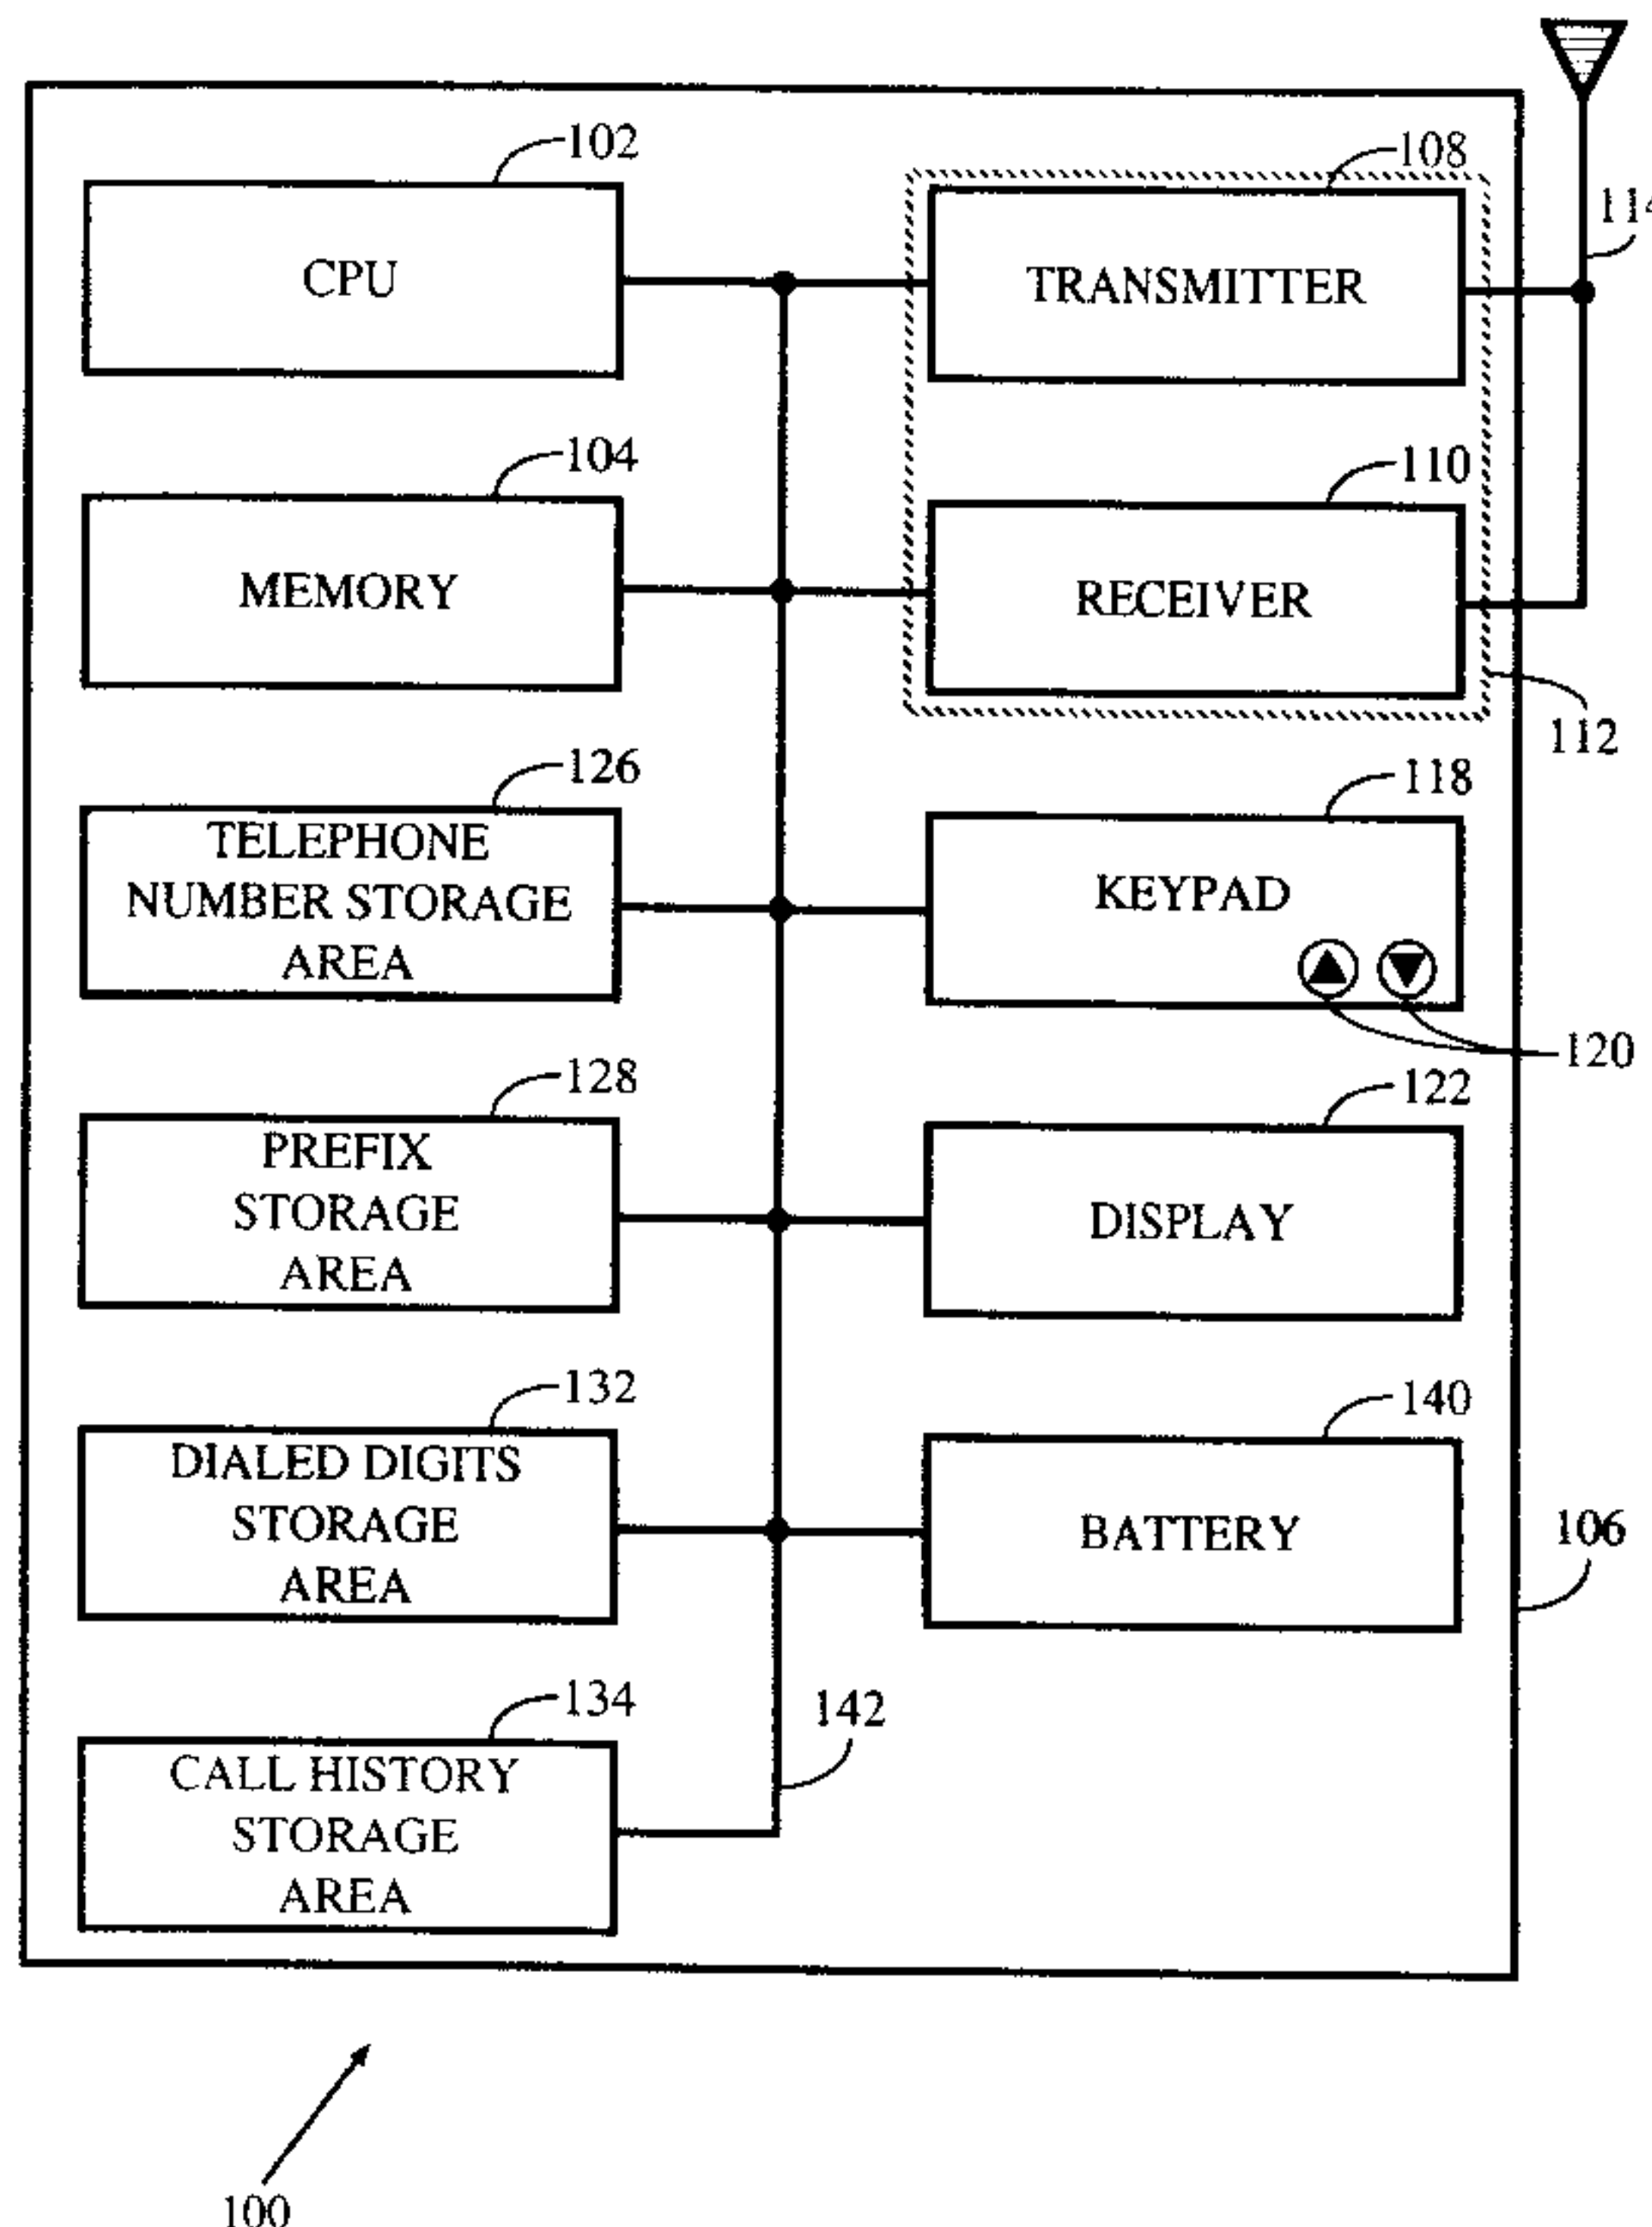 102
CPU
108
TRANSMITTER
114
104
MEMORY
110
RECEIVER
112
126
TELEPHONE
NUMBER STORAGE
AREA
118
KEYPAD
120
128
PREFIX
STORAGE
AREA
122
DISPLAY
132
DIALED DIGITS
STORAGE
AREA
140
BATTERY
106
134
CALL HISTORY
STORAGE
AREA
142
100